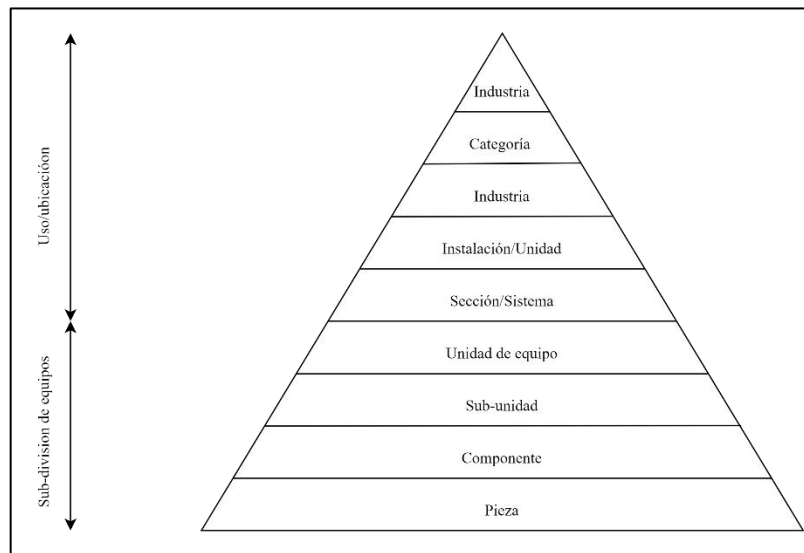 Industria
Categoría
Industria
Instalación/Unidad
Sección/Sistema
Unidad de equipo
Sub-unidad
Componente
Pieza
Uso/ubicacióon
Sub-division de equipos